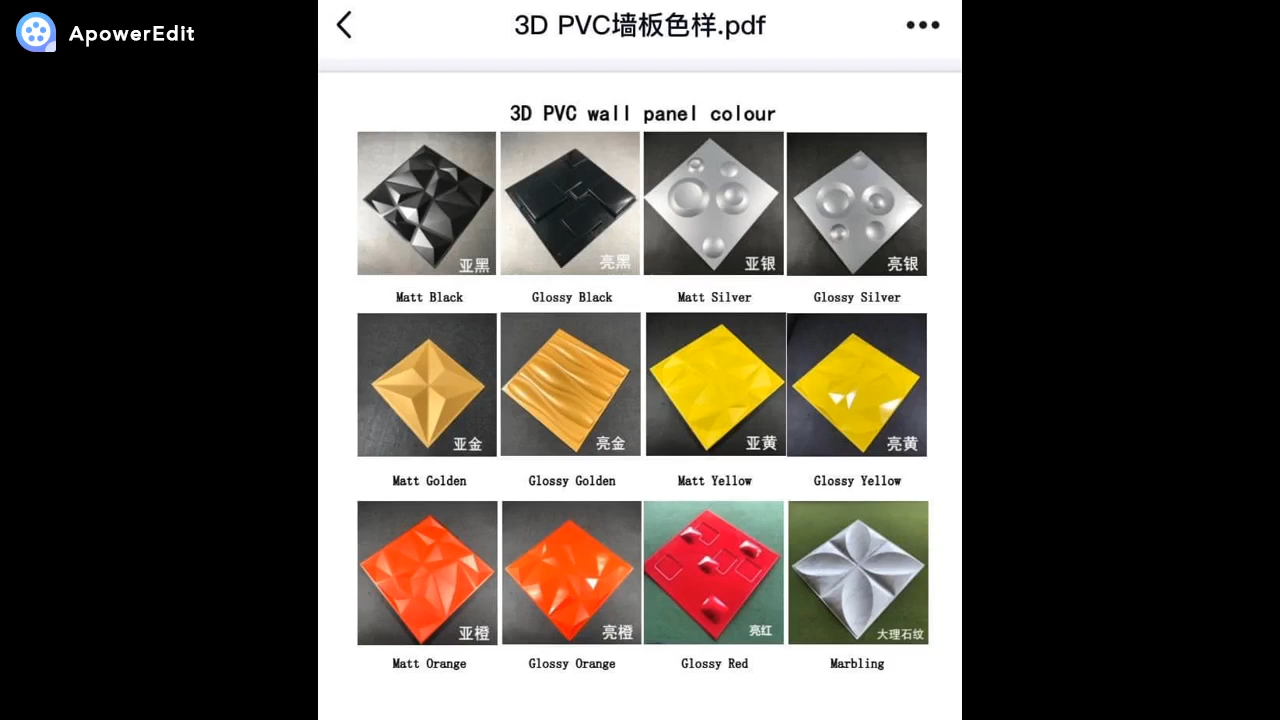 ApowerEdit
3D PVC墙板色样.pdf
3D PVC wall panel colour
亚黑
亮黑
亚银
亮银
Matt Black
Glossy Black
Matt Silver
Glossy Silver
亚金
亮金
亚黄
亮黄
Matt Golden
Glossy Golden
Matt Yellow
Glossy Yellow
亚橙
亮橙
亮红
大理石纹
Matt Orange
Glossy Orange
Glossy Red
Marbling